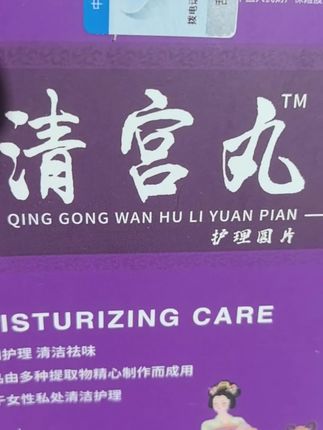 清宫丸™
QING GONG WAN HU LI YUAN PIAN
护理圆片
ISTURIZING CARE
护理 清洁祛味
品由多种提取物精心制作而成用
于女性私处清洁护理